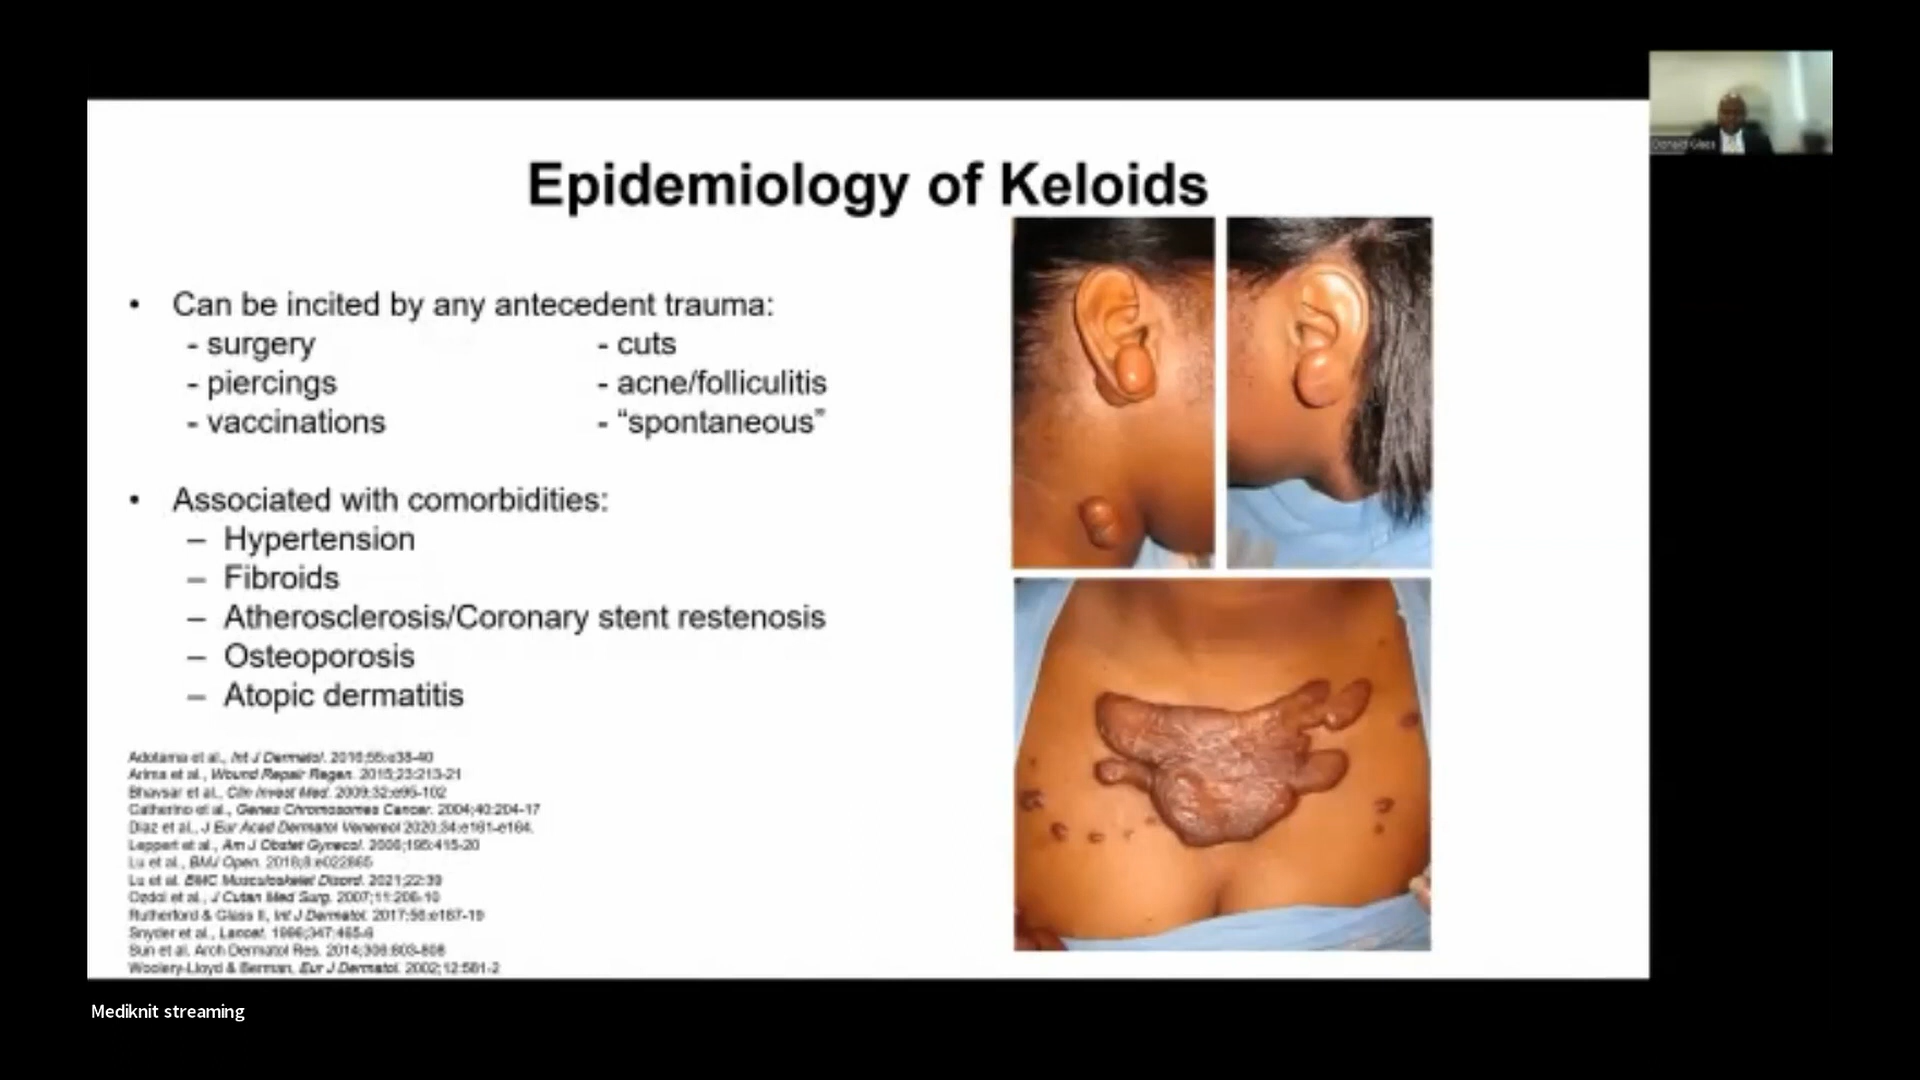 Donald Glass
Epidemiology of Keloids
• Can be incited by any antecedent trauma:
- surgery - cuts
- piercings - acne/folliculitis
- vaccinations - “spontaneous”
• Associated with comorbidities:
– Hypertension
– Fibroids
– Atherosclerosis/Coronary stent restenosis
– Osteoporosis
– Atopic dermatitis
Adotama et al., Int J Dermatol. 2016;55:e38-40
Arima et al., Wound Repair Regen. 2015;23:213-21
Bhavsar et al., Clin Invest Med. 2009;32:e95-102
Catherino et al., Genes Chromosomes Cancer. 2004;40:204-17
Diaz et al., J Eur Acad Dermatol Venereol 2020;34:e161-e164.
Leppert et al., Am J Obstet Gynecol. 2006;195:415-20
Lu et al., BMJ Open. 2018;8:e022865
Lu et al. BMC Musculoskelet Disord. 2021;22:39
Ozdol et al., J Cutan Med Surg. 2007;11:206-10
Rutherford & Glass II, Int J Dermatol. 2017;56:e167-19
Snyder et al., Lancet. 1996;347:465-6
Sun et al. Arch Dermatol Res. 2014;306:803-808
Woolery-Lloyd & Berman, Eur J Dermatol. 2002;12:581-2
Mediknit streaming